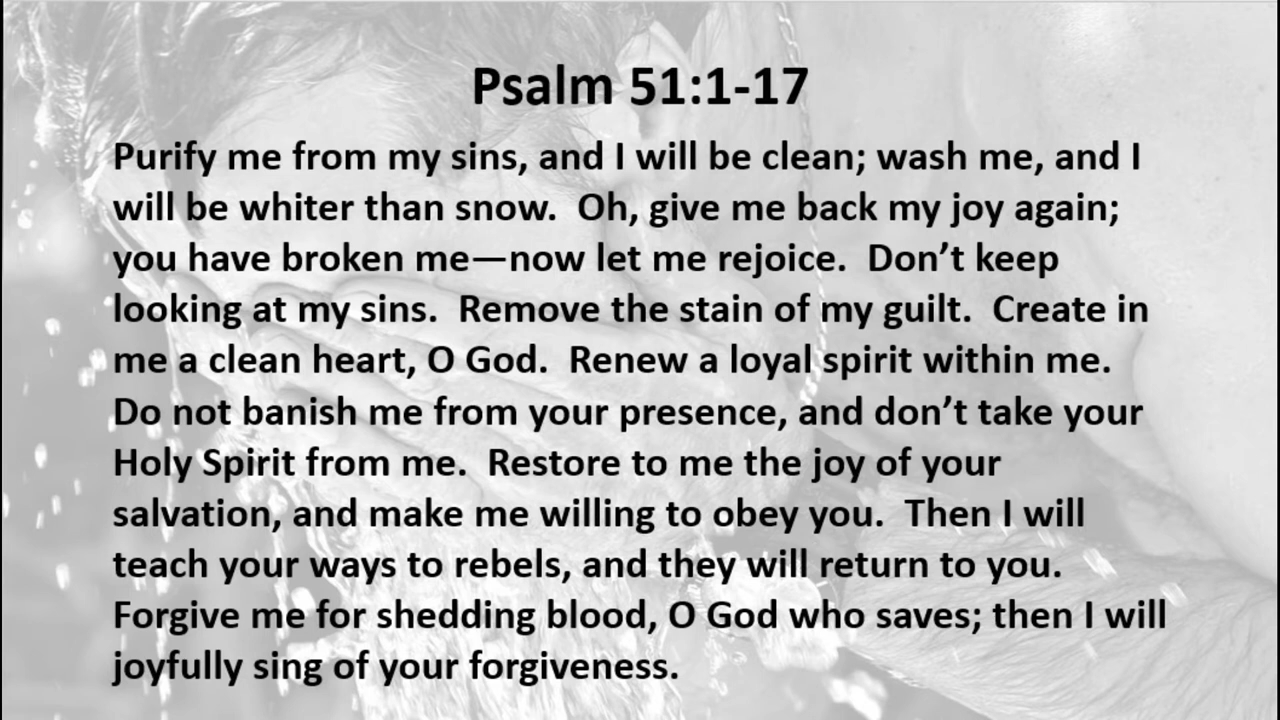 Psalm 51:1-17
Purify me from my sins, and I will be clean; wash me, and I
will be whiter than snow.  Oh, give me back my joy again;
you have broken me—now let me rejoice.  Don’t keep
looking at my sins.  Remove the stain of my guilt.  Create in
me a clean heart, O God.  Renew a loyal spirit within me.
Do not banish me from your presence, and don’t take your
Holy Spirit from me.  Restore to me the joy of your
salvation, and make me willing to obey you.  Then I will
teach your ways to rebels, and they will return to you.
Forgive me for shedding blood, O God who saves; then I will
joyfully sing of your forgiveness.